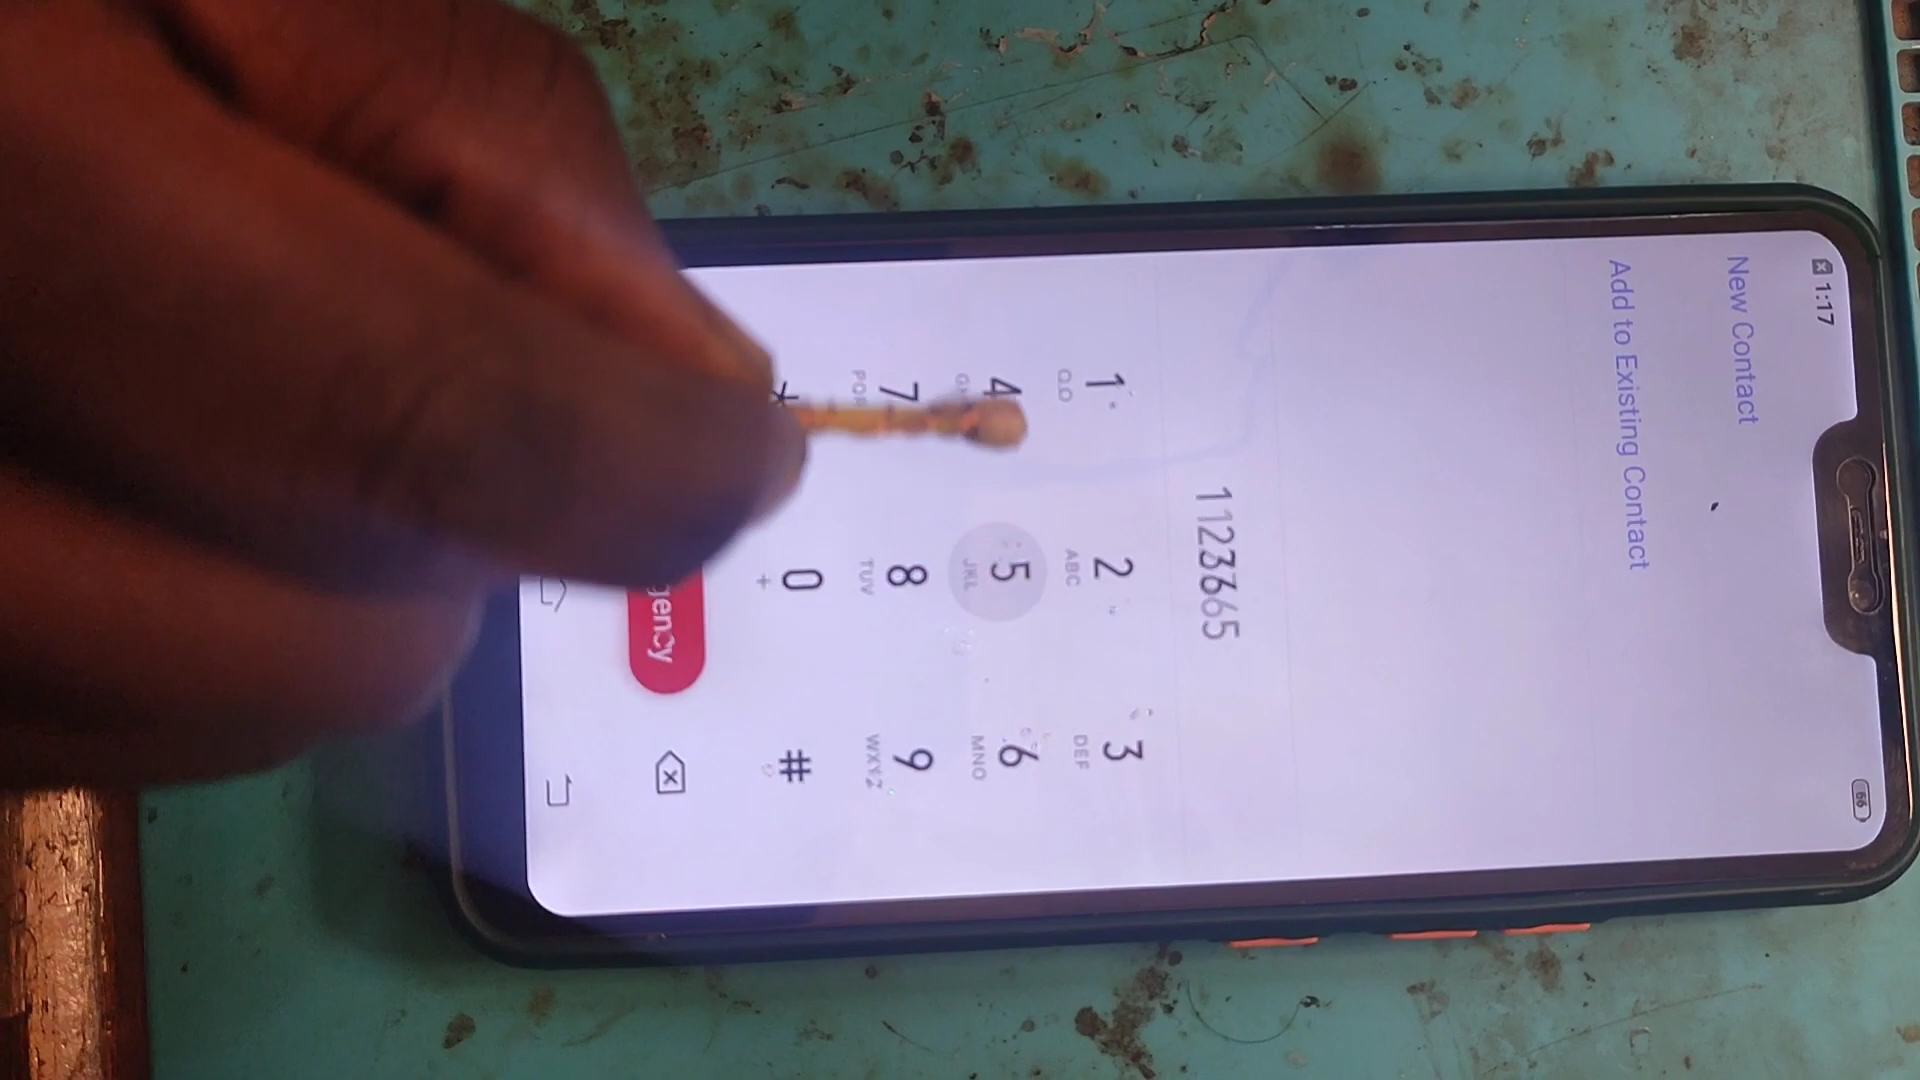 1:17
66
New Contact
Add to Existing Contact
1123665
1
2 ABC
3 DEF
4
5 JKL
6 MNO
7
8 TUV
9 WXYZ
0 +
#